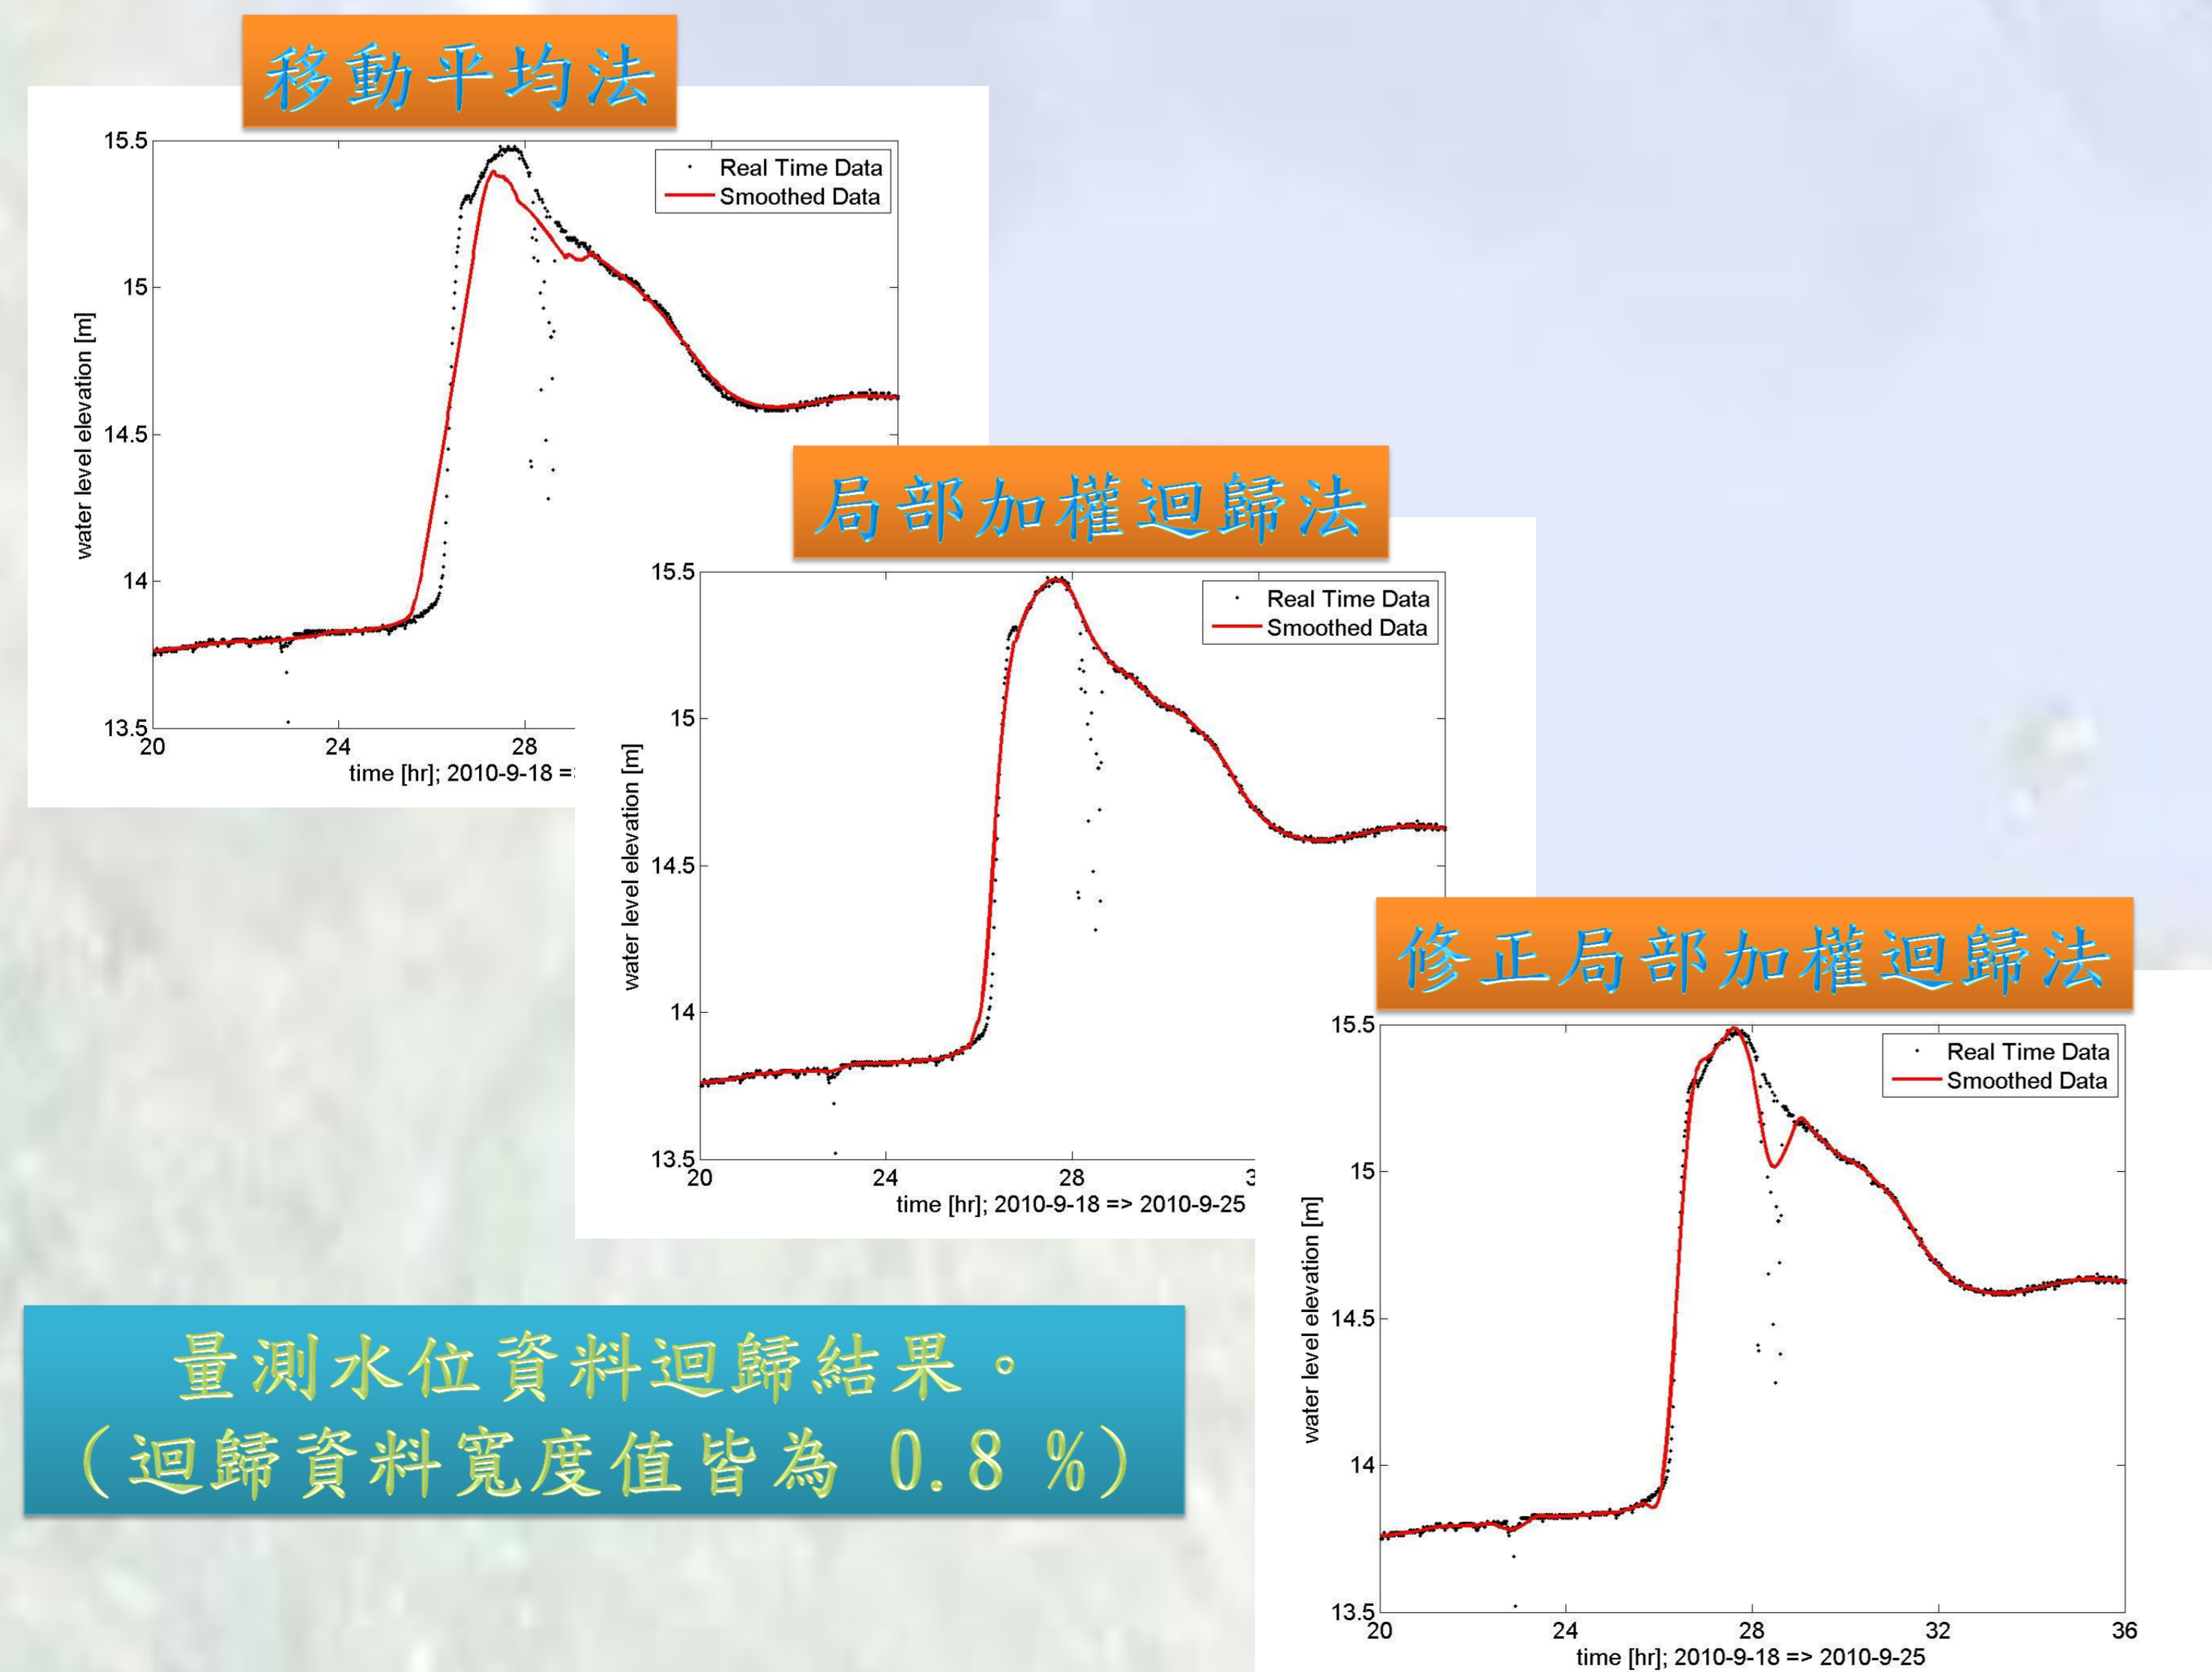 移動平均法
15.5
15
14.5
14
13.5
20
24
28
water level elevation [m]
time [hr]; 2010-9-18 =
Real Time Data
Smoothed Data
局部加權迴歸法
15.5
15
14.5
14
13.5
20
24
28
water level elevation [m]
time [hr]; 2010-9-18 => 2010-9-25
Real Time Data
Smoothed Data
修正局部加權迴歸法
15.5
15
14.5
14
13.5
20
24
28
32
36
water level elevation [m]
time [hr]; 2010-9-18 => 2010-9-25
Real Time Data
Smoothed Data
量測水位資料迴歸結果。
(迴歸資料寬度值皆為 0.8 %)